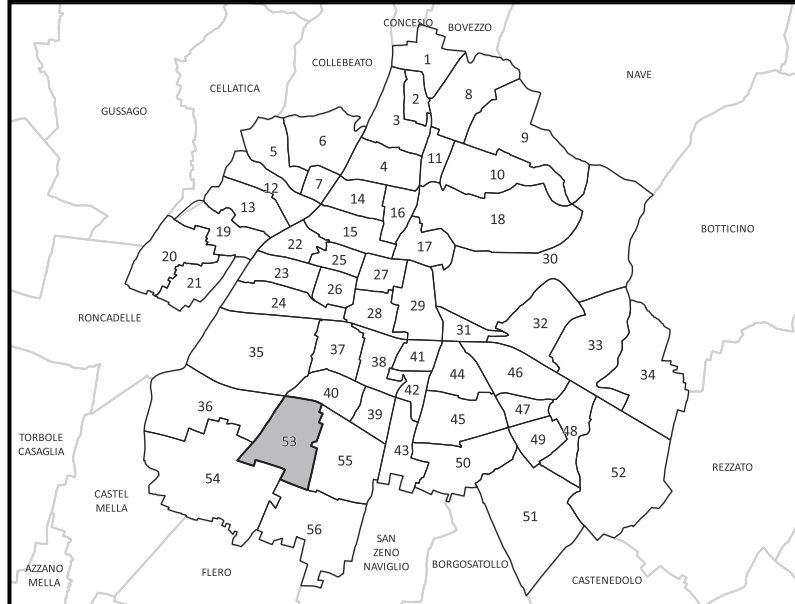 CONCESIO
BOVEZZO
1
COLLEBEATO
NAVE
CELLATICA
8
2
GUSSAGO
3
9
6
5
11
4
10
7
12
14
13
16
18
19
15
BOTTICINO
22
17
20
25
30
23
27
21
26
24
29
28
RONCADELLE
32
31
33
35
37
41
38
46
44
34
42
40
36
47
39
45
48
53
49
TORBOLE
CASAGLIA
43
55
50
REZZATO
52
54
CASTEL
MELLA
51
56
SAN
ZENO
NAVIGLIO
BORGOSATOLLO
AZZANO
MELLA
FLERO
CASTENEDOLO